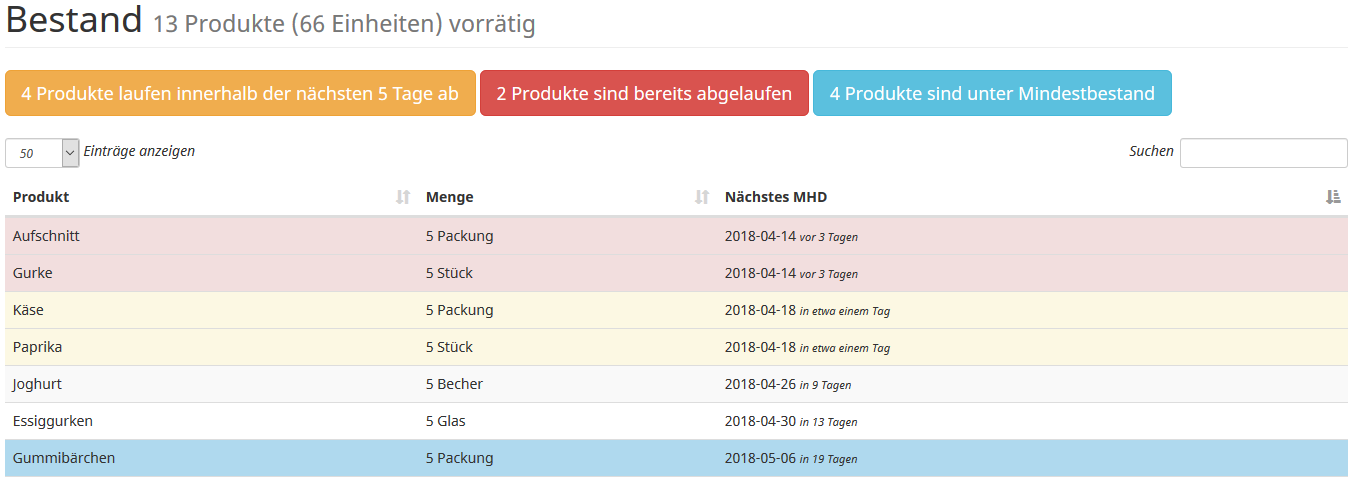 Bestand 13 Produkte (66 Einheiten) vorrätig
4 Produkte laufen innerhalb der nächsten 5 Tage ab 2 Produkte sind bereits abgelaufen 4 Produkte sind unter Mindestbestand
50 Einträge anzeigen Suchen
Produkt Menge Nächstes MHD
Aufschnitt 5 Packung 2018-04-14 vor 3 Tagen
Gurke 5 Stück 2018-04-14 vor 3 Tagen
Käse 5 Packung 2018-04-18 in etwa einem Tag
Paprika 5 Stück 2018-04-18 in etwa einem Tag
Joghurt 5 Becher 2018-04-26 in 9 Tagen
Essiggurken 5 Glas 2018-04-30 in 13 Tagen
Gummibärchen 5 Packung 2018-05-06 in 19 Tagen